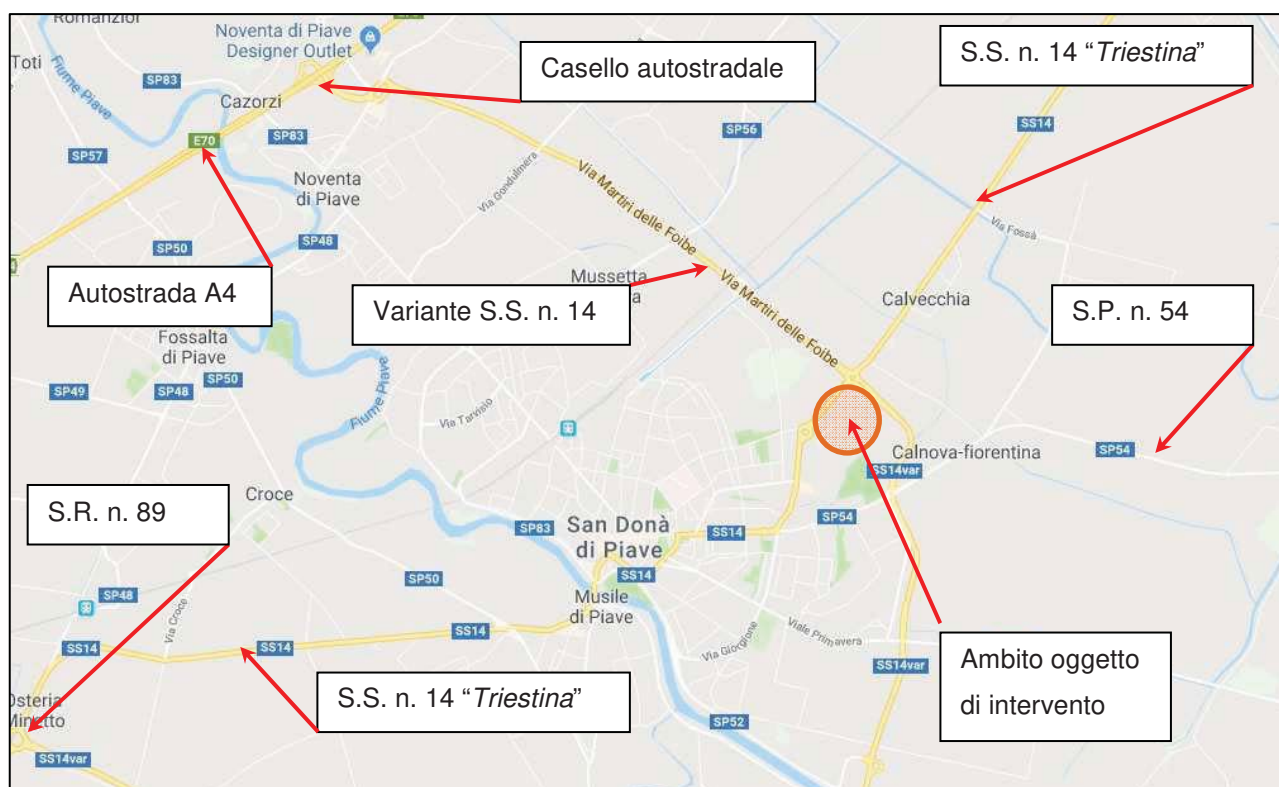 Romanzior
Noventa di Piave
Designer Outlet
Casello autostradale
S.S. n. 14 “Triestina”
Toti
SP83
Fiume Piave
Cazorzi
E70
SP83
SP57
SP56
SS14
Noventa
di Piave
Via Gondulmera
Via Martiri delle Foibe
SP50
SP48
Via Fossà
Autostrada A4
Mussetta
Variante S.S. n. 14
Via Martiri delle Foibe
Calvecchia
S.P. n. 54
Fossalta
di Piave
SP49
SP48
SP50
Fiume Piave
Via Tarvisio
Calnova-fiorentina
SP54
SS14var
S.R. n. 89
Croce
SP83
San Donà
di Piave
SS14
SP54
SP48
SP50
SS14
Musile
di Piave
Via Croce
SS14
SS14
SS14
Via Giorgione
Viale Primavera
SS14var
Ambito oggetto
di intervento
S.S. n. 14 “Triestina”
Osteria
SP52
SS14var